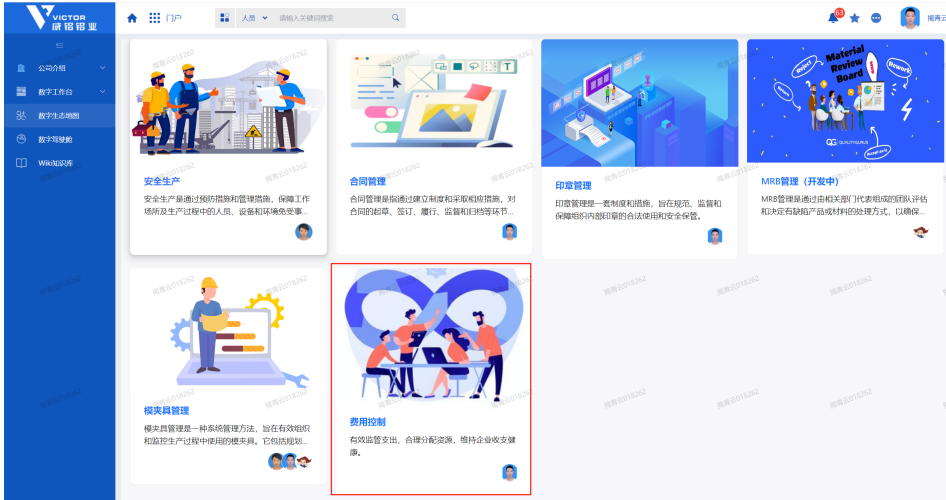 VICTOR
威铝铝业
门户
人员
请输入关键词搜索
63
公司介绍
数字工作台
数字生态地图
数字驾驶舱
Wiki知识库
T
Material
Review
Board
Reject
Rework
QUALITYGURUS
安全生产
安全生产是通过预防措施和管理措施，保障工作
场所及生产过程中的人员、设备和环境免受事...
合同管理
合同管理是指通过建立制度和采取相应措施，对
合同的起草、签订、履行、监督和归档等环节...
印章管理
印章管理是一套制度和措施，旨在规范、监督和
保障组织内部印章的合法使用和安全保管。
MRB管理（开发中）
MRB管理是通过由相关部门代表组成的团队评估
和决定有缺陷产品或材料的处理方式，以确保...
模夹具管理
模夹具管理是一种系统管理方法，旨在有效组织
和监控生产过程中使用的模夹具。它包括规划...
费用控制
有效监管支出，合理分配资源，维持企业收支健
康。